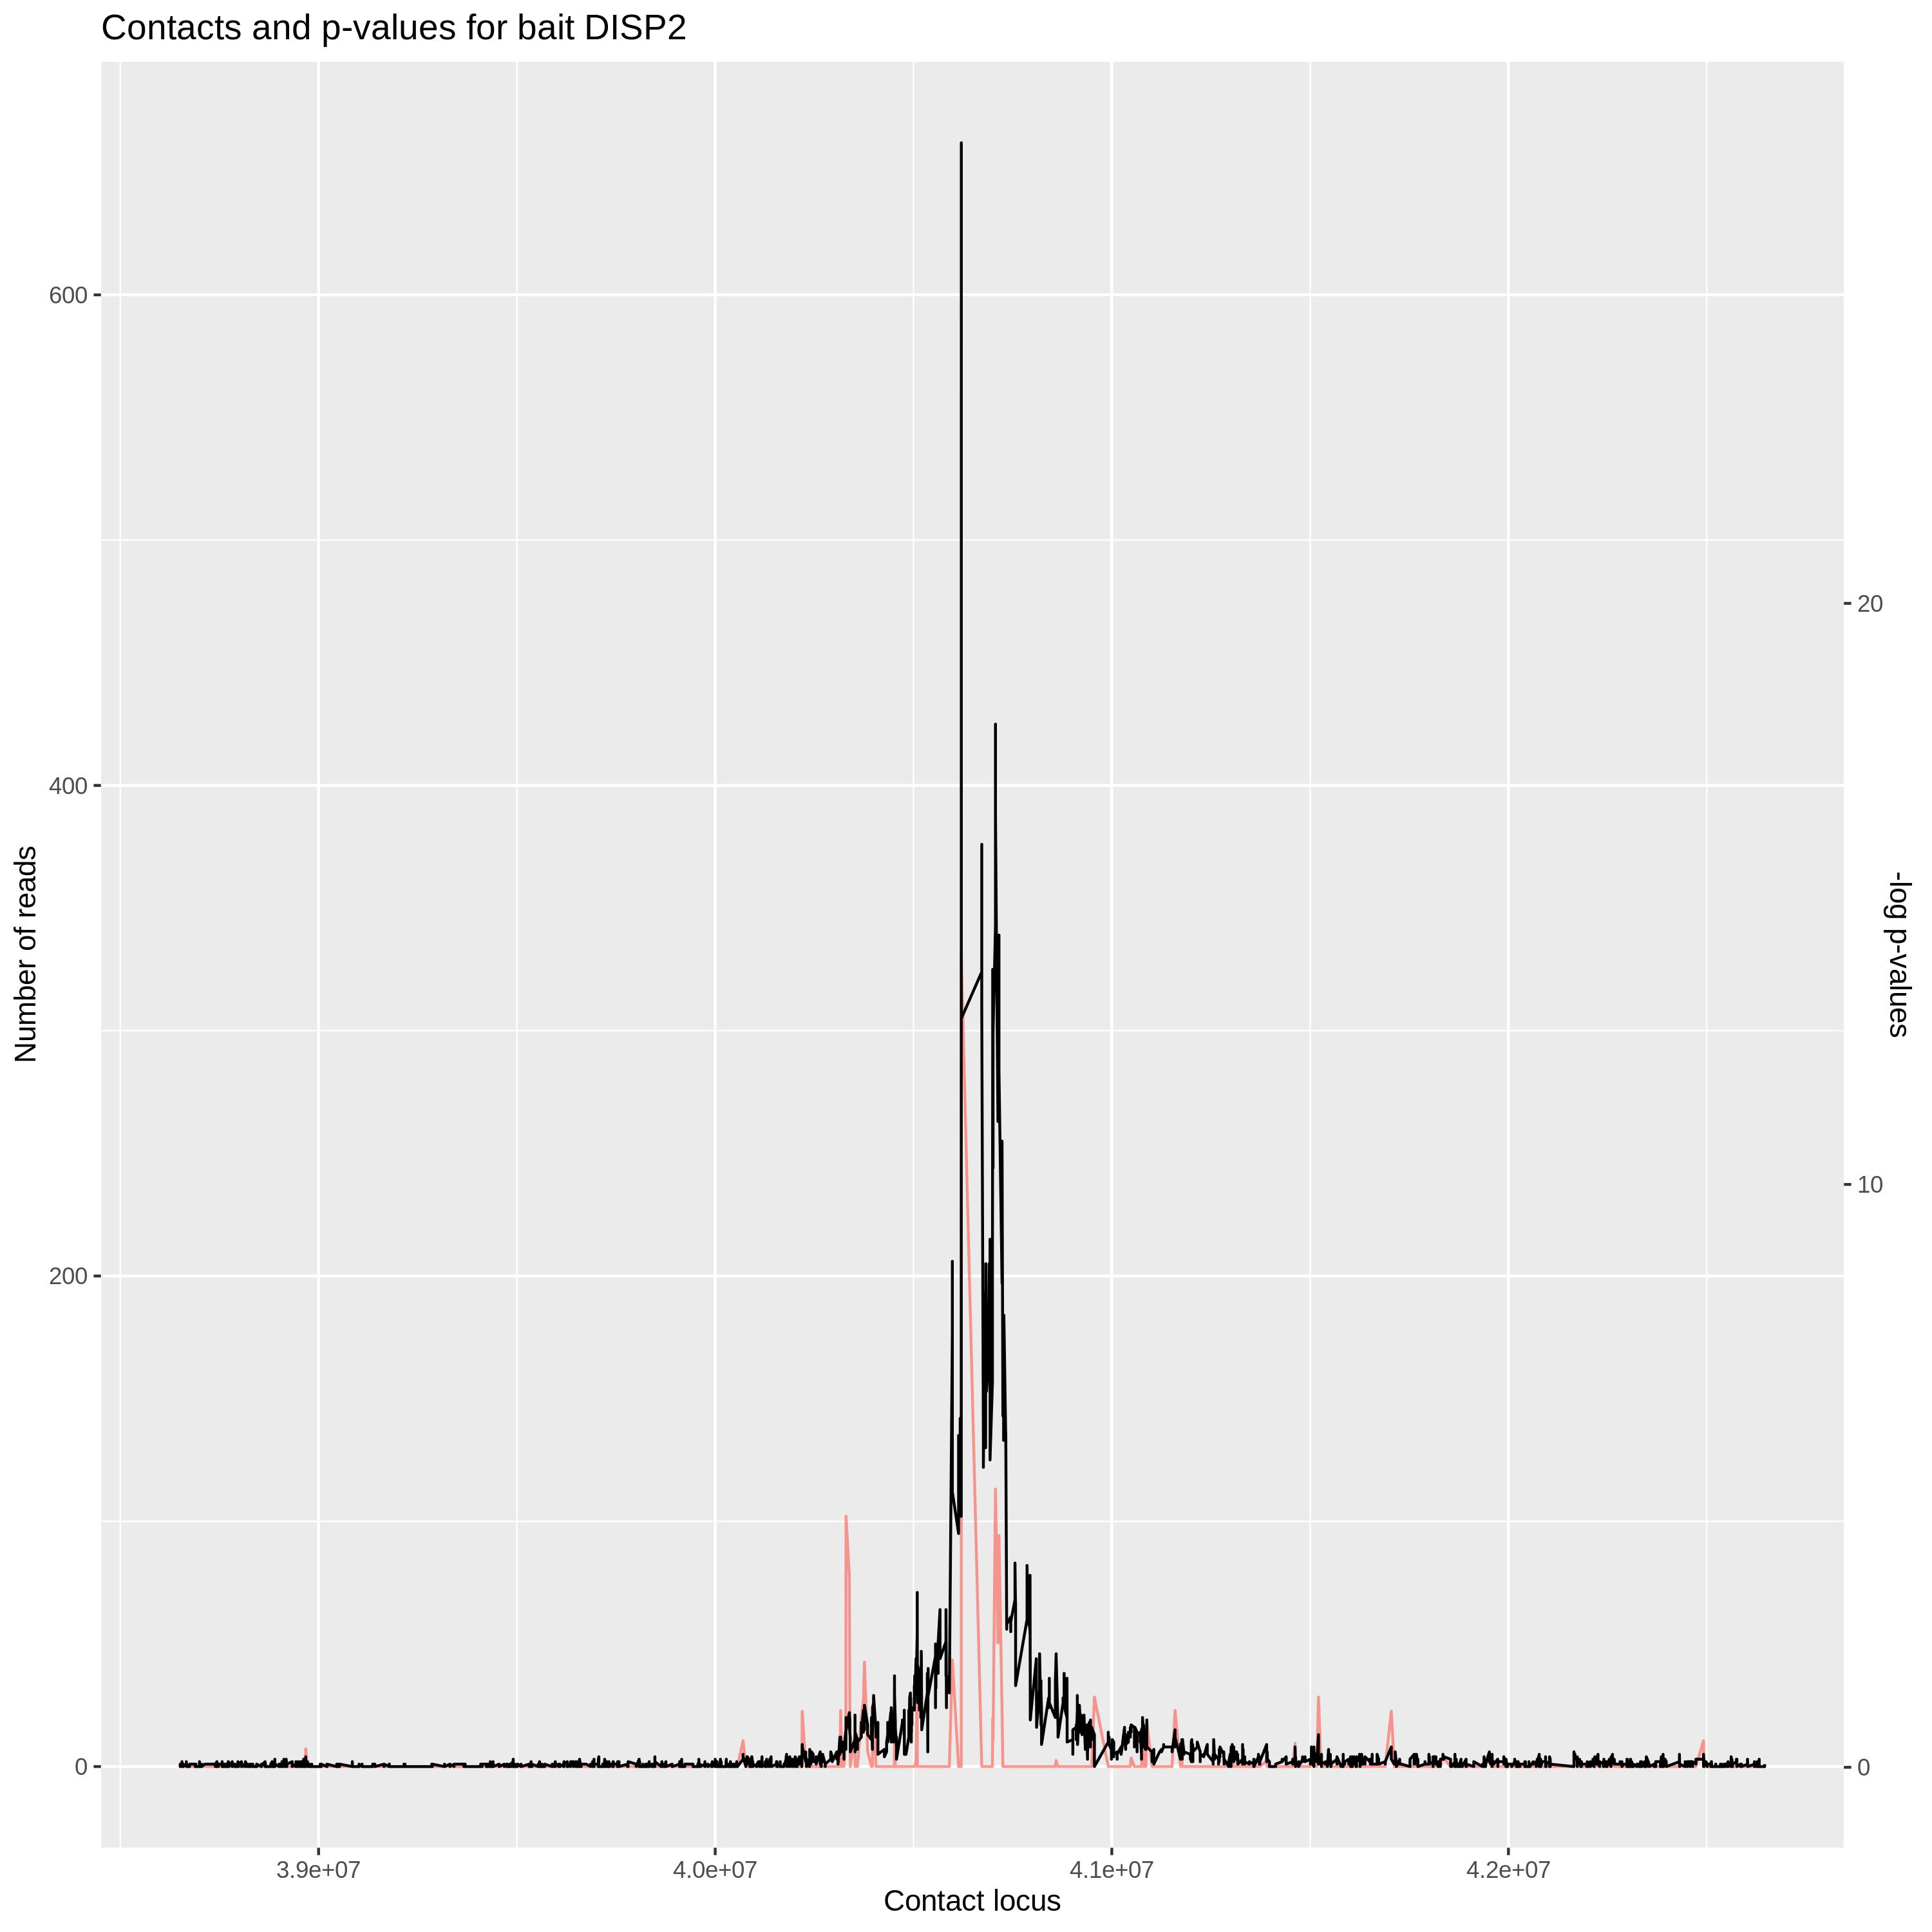 Contacts and p-values for bait DISP2
600
400
200
0
Number of reads
20
10
0
-log p-values
3.9e+07 4.0e+07 4.1e+07 4.2e+07
Contact locus